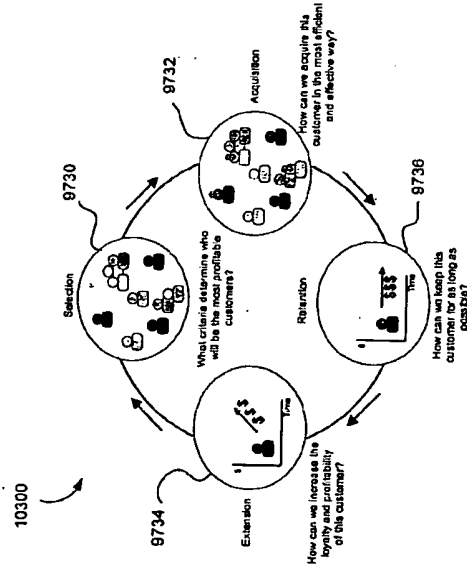 10300
9730
Selection
What criteria determine who
will be the most profitable
customers?
9732
Acquisition
How can we acquire this
customer in the most efficient
and effective way?
9736
Retention
$
$$$
$$$
Time
How can we keep this
customer for as long as
possible?
9734
Extension
$
$
$
$
Time
How can we increase the
loyalty and profitability
of this customer?